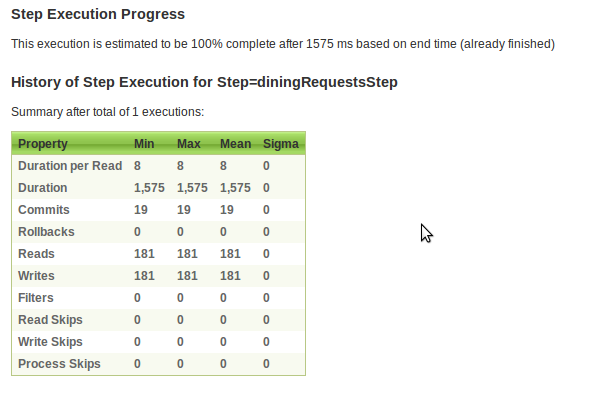 Step Execution Progress
This execution is estimated to be 100% complete after 1575 ms based on end time (already finished)
History of Step Execution for Step=diningRequestsStep
Summary after total of 1 executions:
Property Min Max Mean Sigma
Duration per Read 8 8 8 0
Duration 1,575 1,575 1,575 0
Commits 19 19 19 0
Rollbacks 0 0 0 0
Reads 181 181 181 0
Writes 181 181 181 0
Filters 0 0 0 0
Read Skips 0 0 0 0
Write Skips 0 0 0 0
Process Skips 0 0 0 0